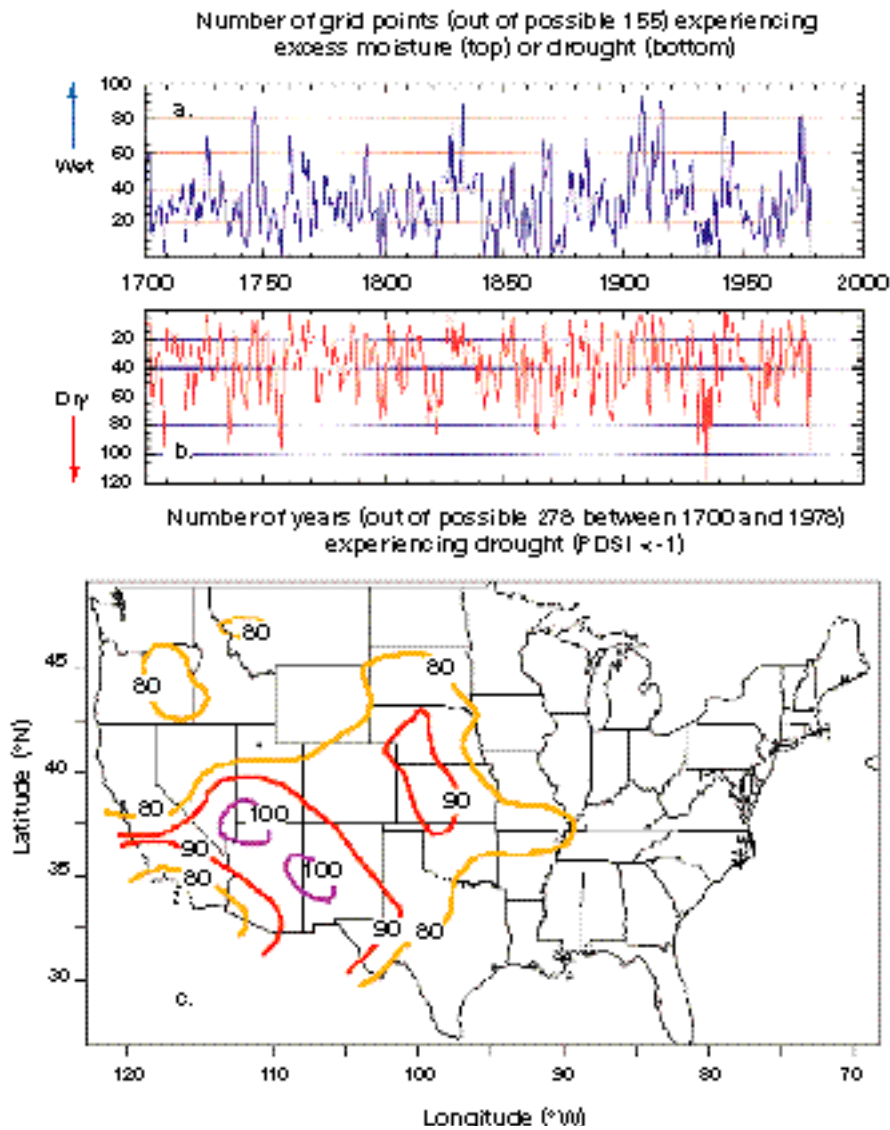 Number of grid points (out of possible 155) experiencing
excess moisture (top) or drought (bottom)
100
80
60
40
20
a.
Wet
1700 1750 1800 1850 1900 1950 2000
20
40
60
80
100
120
Dry
b.
Number of years (out of possible 278 between 1700 and 1978)
experiencing drought (PDSI <-1)
80
80
80
45
40
35
30
Latitude (°N)
80
100
90
90
100
80
90
80
c.
120 110 100 90 80 70
Longitude (°W)